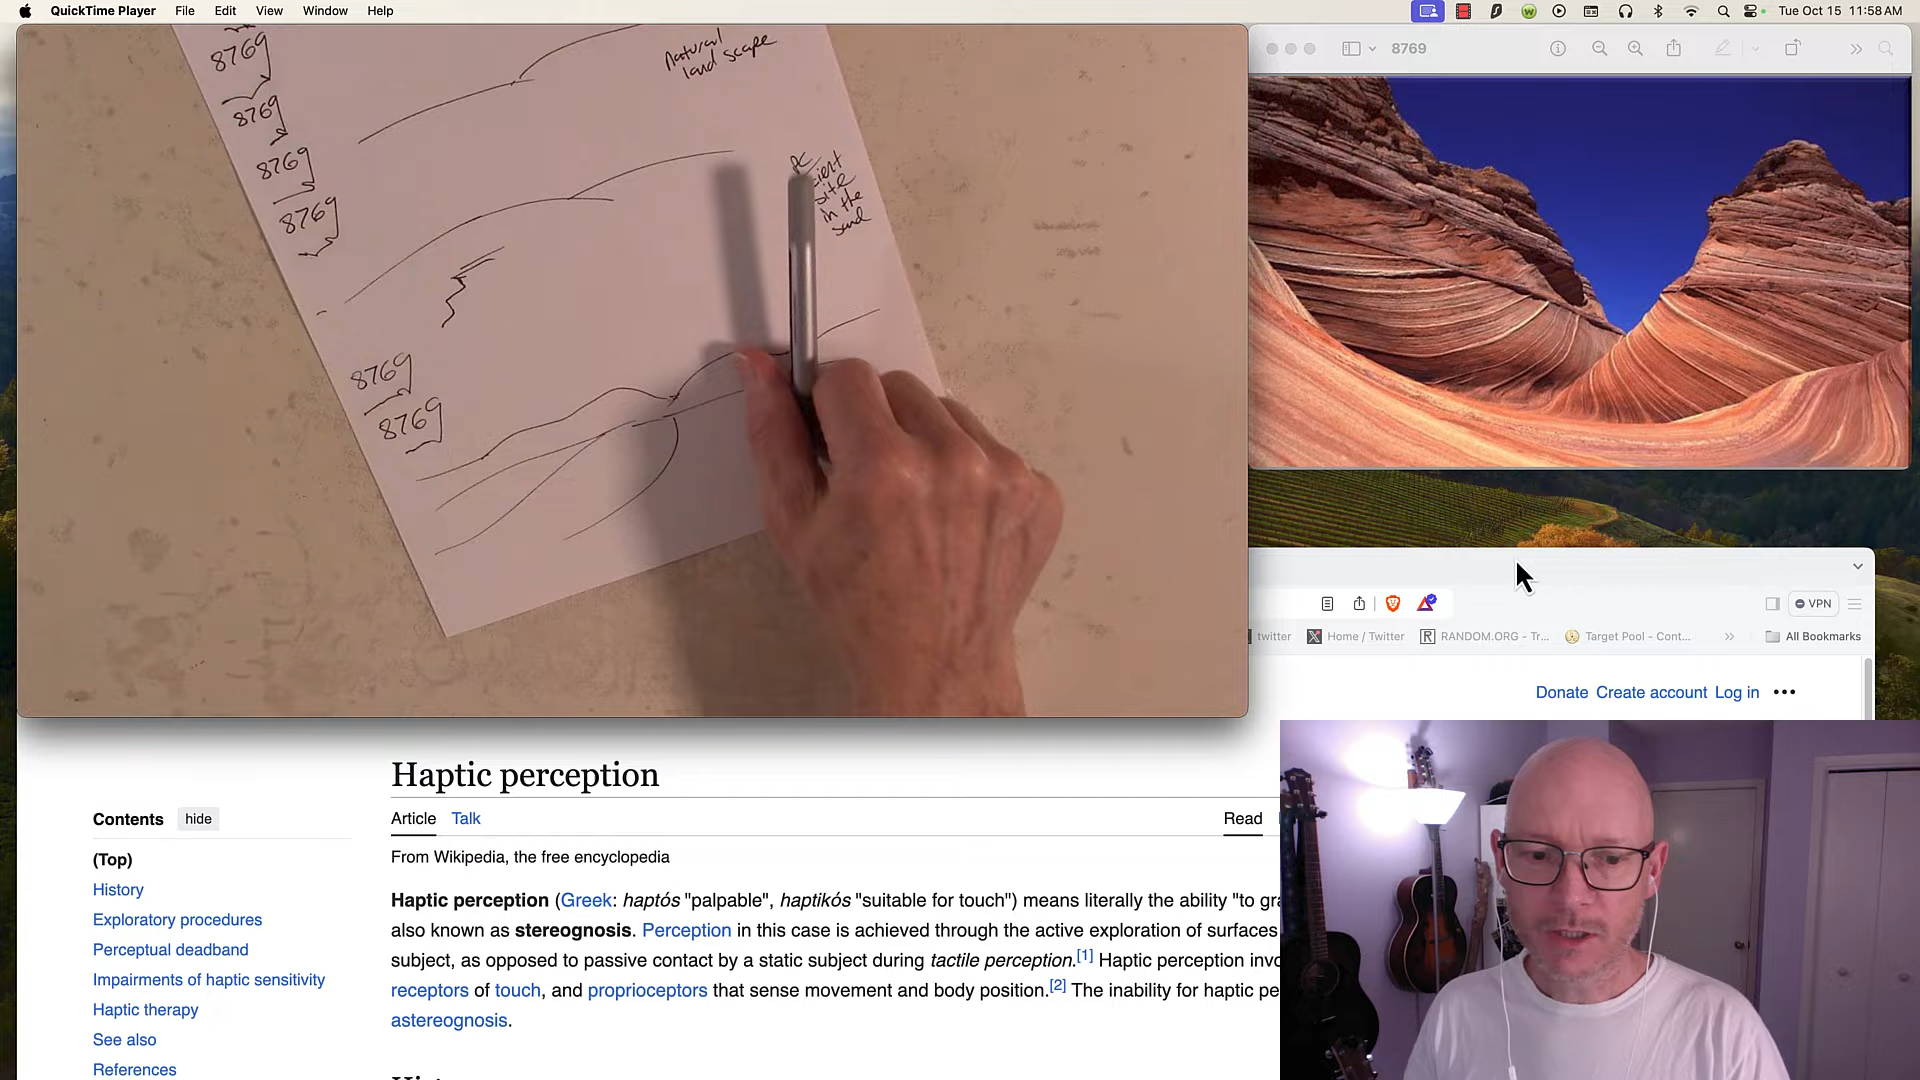 QuickTime Player File Edit View Window Help
Tue Oct 15 11:58 AM
8769
8769
8769
8769
8769
8769
natural
land scape
site
in the
sand
8769
VPN
twitter Home / Twitter RANDOM.ORG - Tr... Target Pool - Cont... All Bookmarks
Donate Create account Log in
Haptic perception
Contents hide
Article Talk Read
(Top)
From Wikipedia, the free encyclopedia
History
Haptic perception (Greek: haptós "palpable", haptikós "suitable for touch") means literally the ability "to gra
Exploratory procedures
also known as stereognosis. Perception in this case is achieved through the active exploration of surfaces
Perceptual deadband
subject, as opposed to passive contact by a static subject during tactile perception.[1] Haptic perception invo
Impairments of haptic sensitivity
receptors of touch, and proprioceptors that sense movement and body position.[2] The inability for haptic pe
Haptic therapy
astereognosis.
See also
References